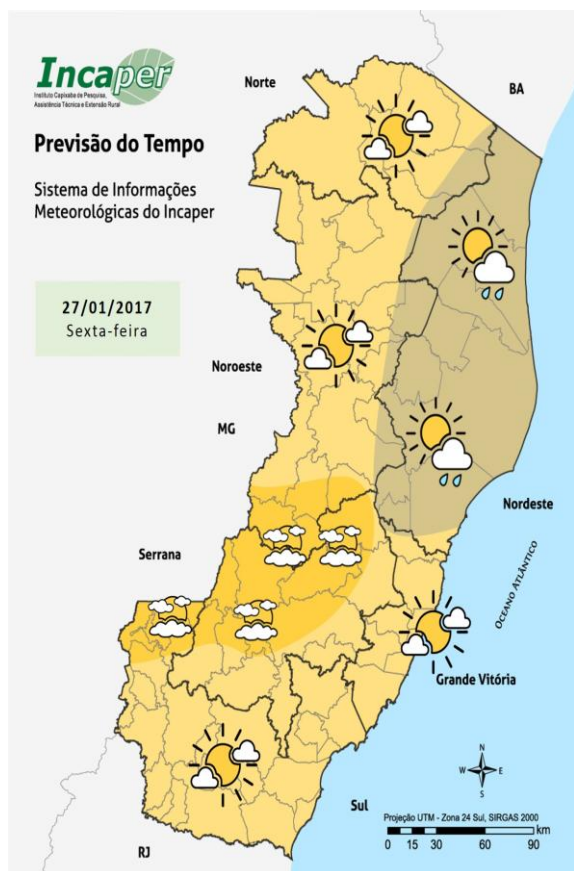 Incaper
Instituto Capixaba de Pesquisa,
Assistência Técnica e Extensão Rural
Previsão do Tempo
Sistema de Informações
Meteorológicas do Incaper
27/01/2017
Sexta-feira
Norte
BA
Noroeste
MG
Nordeste
Serrana
OCEANO ATLÂNTICO
Grande Vitória
Sul
RJ
N
W E
S
Projeção UTM - Zona 24 Sul, SIRGAS 2000
km
0 15 30 60 90